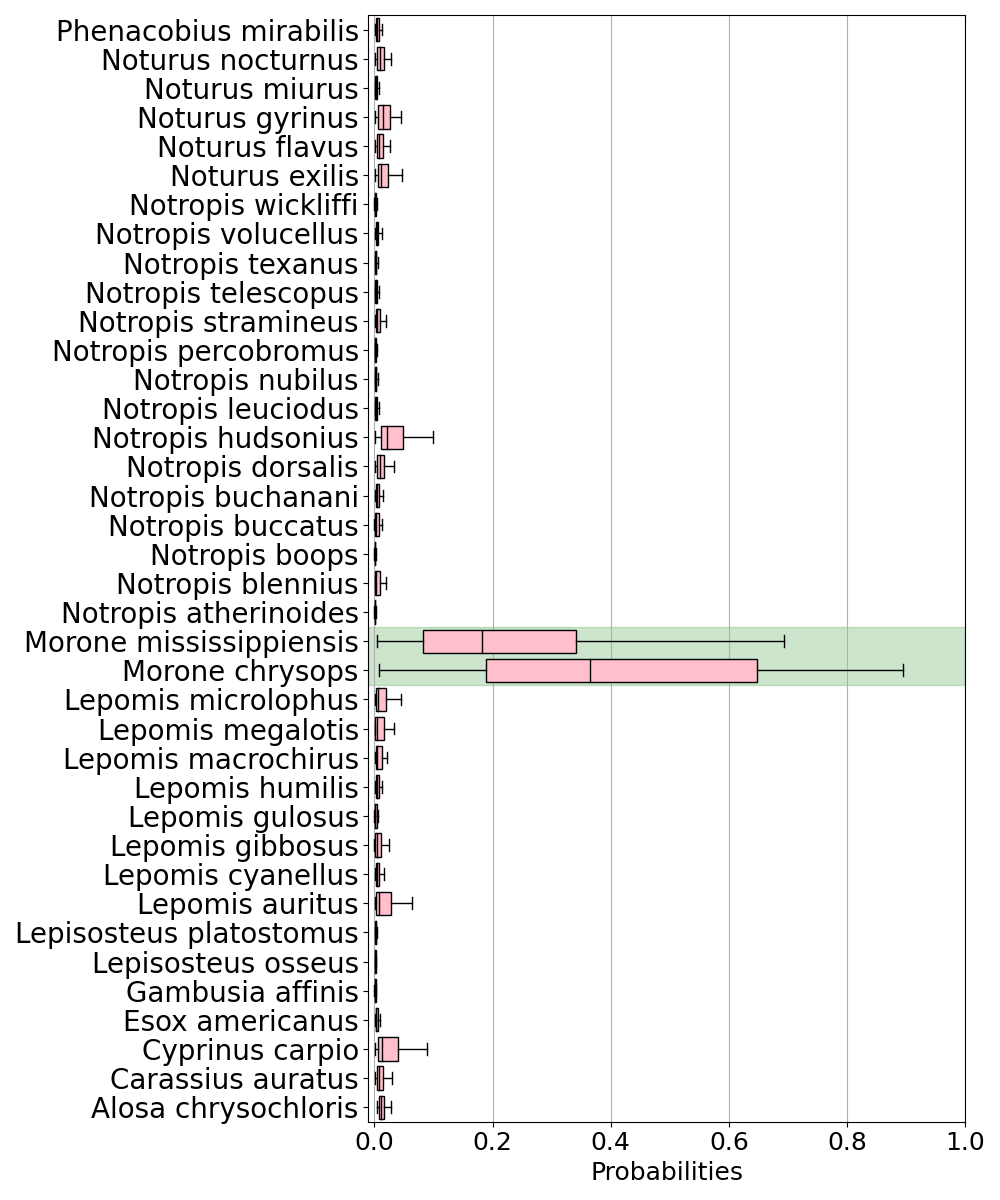 Phenacobius mirabilis
Noturus nocturnus
Noturus miurus
Noturus gyrinus
Noturus flavus
Noturus exilis
Notropis wickliffi
Notropis volucellus
Notropis texanus
Notropis telescopus
Notropis stramineus
Notropis percobromus
Notropis nubilus
Notropis leuciodus
Notropis hudsonius
Notropis dorsalis
Notropis buchanani
Notropis buccatus
Notropis boops
Notropis blennius
Notropis atherinoides
Morone mississippiensis
Morone chrysops
Lepomis microlophus
Lepomis megalotis
Lepomis macrochirus
Lepomis humilis
Lepomis gulosus
Lepomis gibbosus
Lepomis cyanellus
Lepomis auritus
Lepisosteus platostomus
Lepisosteus osseus
Gambusia affinis
Esox americanus
Cyprinus carpio
Carassius auratus
Alosa chrysochloris
0.0 0.2 0.4 0.6 0.8 1.0
Probabilities